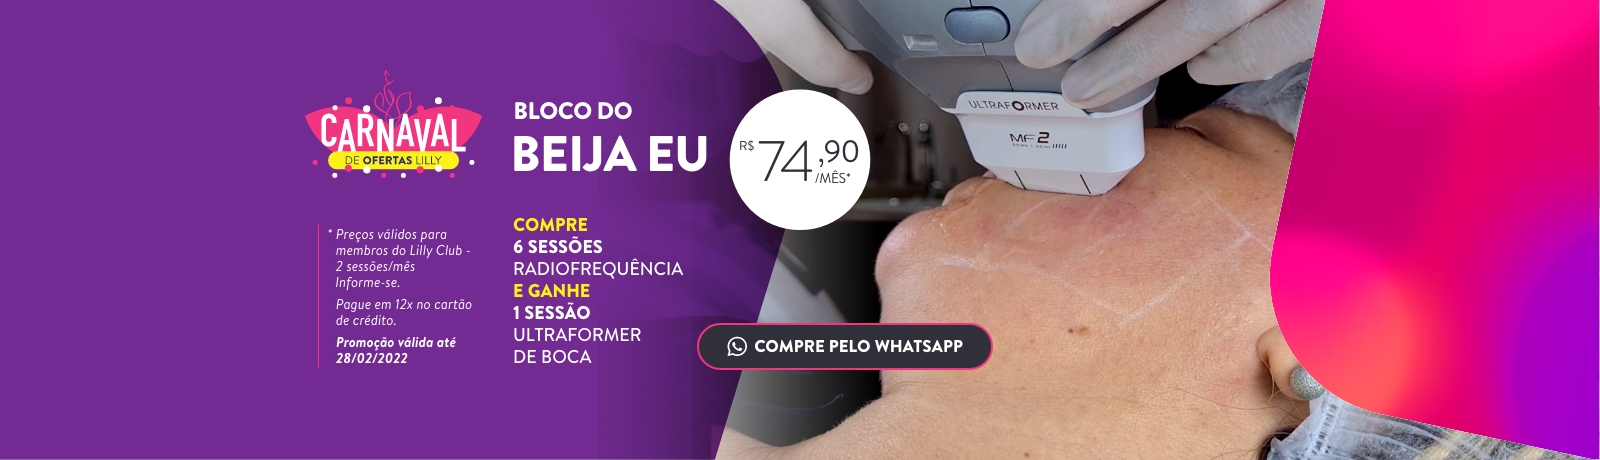 CARNAVAL
DE OFERTAS LILLY
* Preços válidos para
membros do Lilly Club -
2 sessões/mês
Informe-se.
Pague em 12x no cartão
de crédito.
Promoção válida até
28/02/2022
BLOCO DO
BEIJA EU
COMPRE
6 SESSÕES
RADIOFREQUÊNCIA
E GANHE
1 SESSÃO
ULTRAFORMER
DE BOCA
R$ 74,90
/MÊS*
COMPRE PELO WHATSAPP
ULTRAFORMER
MF2